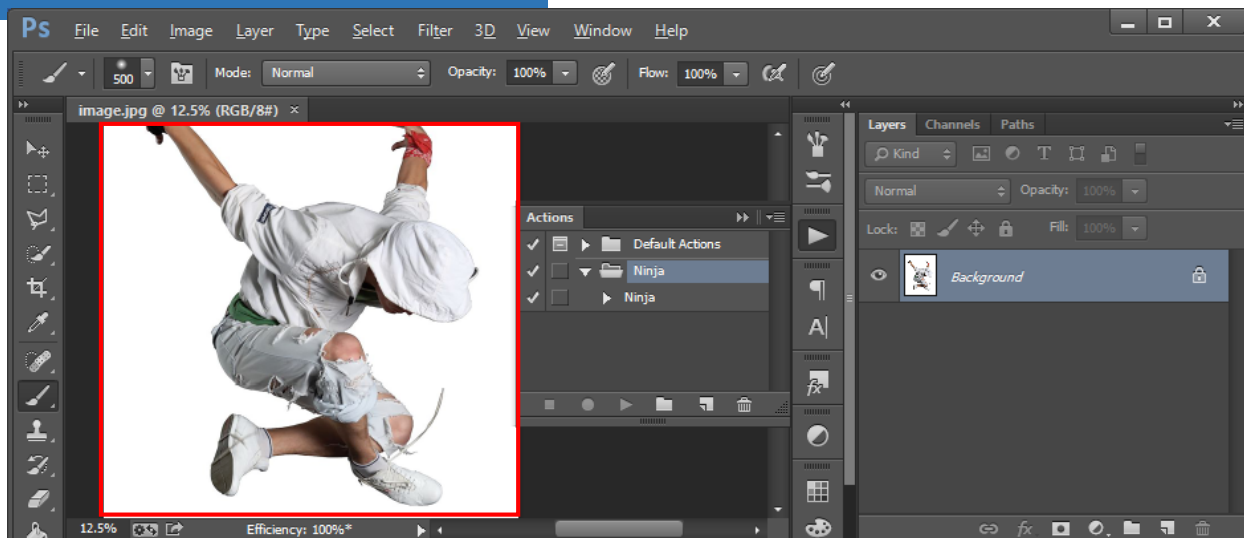 Ps File Edit Image Layer Type Select Filter 3D View Window Help
500 Mode: Normal Opacity: 100% Flow: 100%
image.jpg @ 12.5% (RGB/8#) ×
Layers Channels Paths
Kind
Normal Opacity: 100%
Lock: Fill: 100%
Background
Actions
Default Actions
Ninja
Ninja
12.5% Efficiency: 100%*